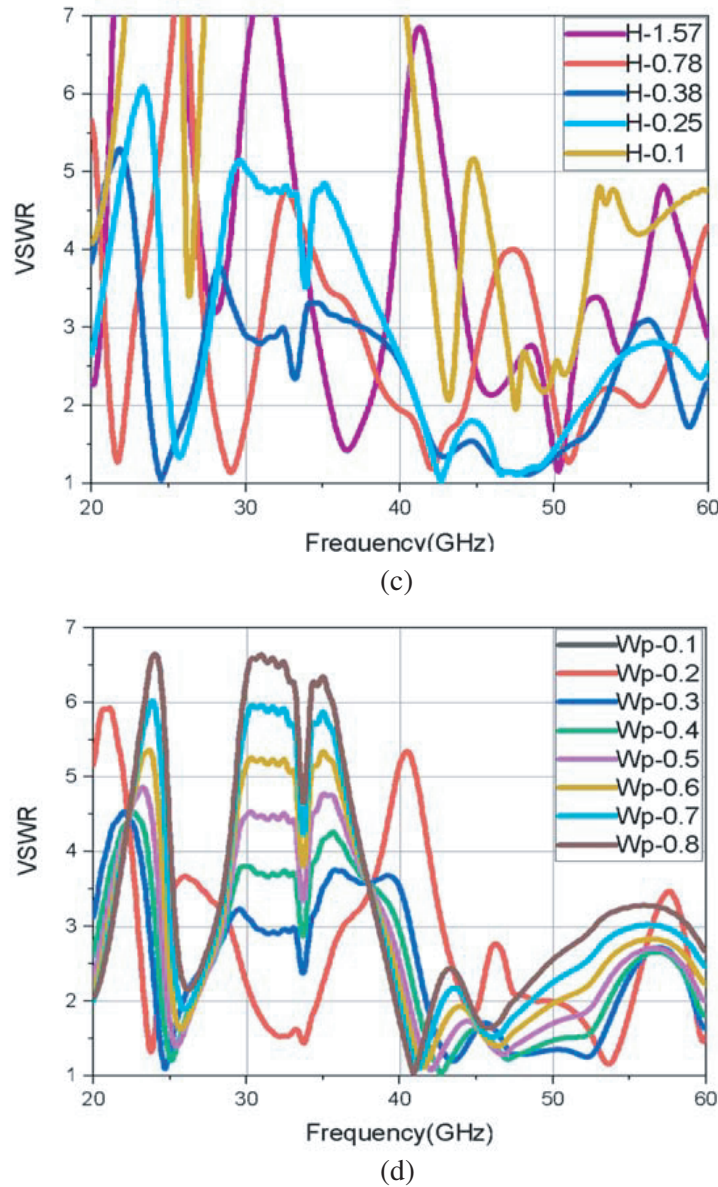 7
6
5
4
3
2
1
VSWR
H-1.57
H-0.78
H-0.38
H-0.25
H-0.1
20 30 40 50 60
Frequency(GHz)
(c)
7
6
5
4
3
2
1
VSWR
Wp-0.1
Wp-0.2
Wp-0.3
Wp-0.4
Wp-0.5
Wp-0.6
Wp-0.7
Wp-0.8
20 30 40 50 60
Frequency(GHz)
(d)